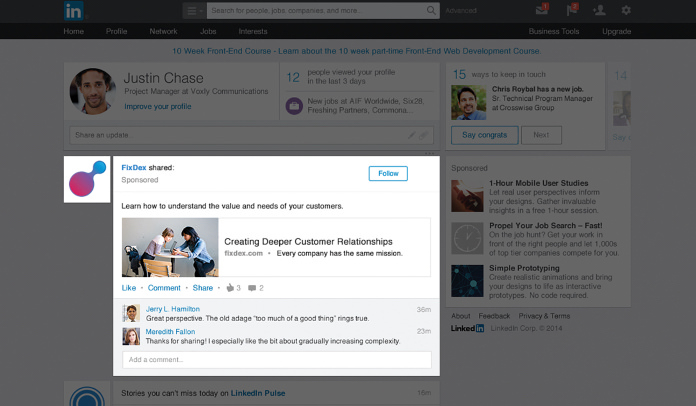 in
Search for people, jobs, companies, and more..
Advanced
Home Profile Network Jobs Interests
Business Tools Upgrade
10 Week Front-End Course - Learn about the 10 week part-time Front-End Web Development Course.
Justin Chase
Project Manager at Voxly Communications
Improve your profile
12 people viewed your profile
in the last 3 days
New jobs at AIF Worldwide, Six28,
Freshing Partners, Commona...
Share an update...
15 ways to keep in touch
Chris Roybal has a new job.
Sr. Technical Program Manager
at Crosswise Group
Say congrats
Next
14
Say co
FixDex shared:
Sponsored
Follow
Learn how to understand the value and needs of your customers.
Creating Deeper Customer Relationships
fixdex.com • Every company has the same mission.
Like • Comment • Share • 3 2
Jerry L. Hamilton 36m
Great perspective. The old adage “too much of a good thing” rings true.
Meredith Fallon 23m
Thanks for sharing! I especially like the bit about gradually increasing complexity.
Add a comment...
Stories you can't miss today on LinkedIn Pulse 16m
Sponsored
1-Hour Mobile User Studies
Let real user perspectives inform
your designs. Gather invaluable
insights in a free 1-hour session.
Propel Your Job Search – Fast!
On the job hunt? Get your work in
front of the right people and let 1,000s
of top tier companies compete for you.
Simple Prototyping
Create realistic animations and bring
your designs to life as interactive
prototypes. No code required.
About Feedback Privacy & Terms
LinkedIn LinkedIn Corp. © 2014